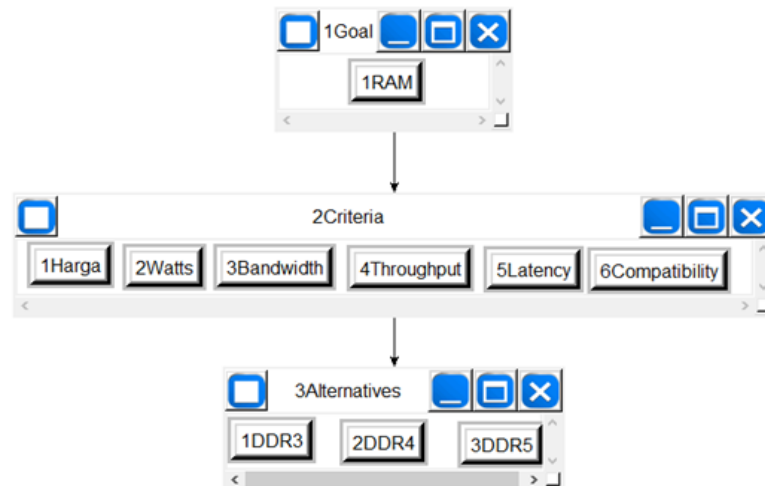 1Goal
1RAM
2Criteria
1Harga 2Watts 3Bandwidth 4Throughput 5Latency 6Compatibility
3Alternatives
1DDR3 2DDR4 3DDR5